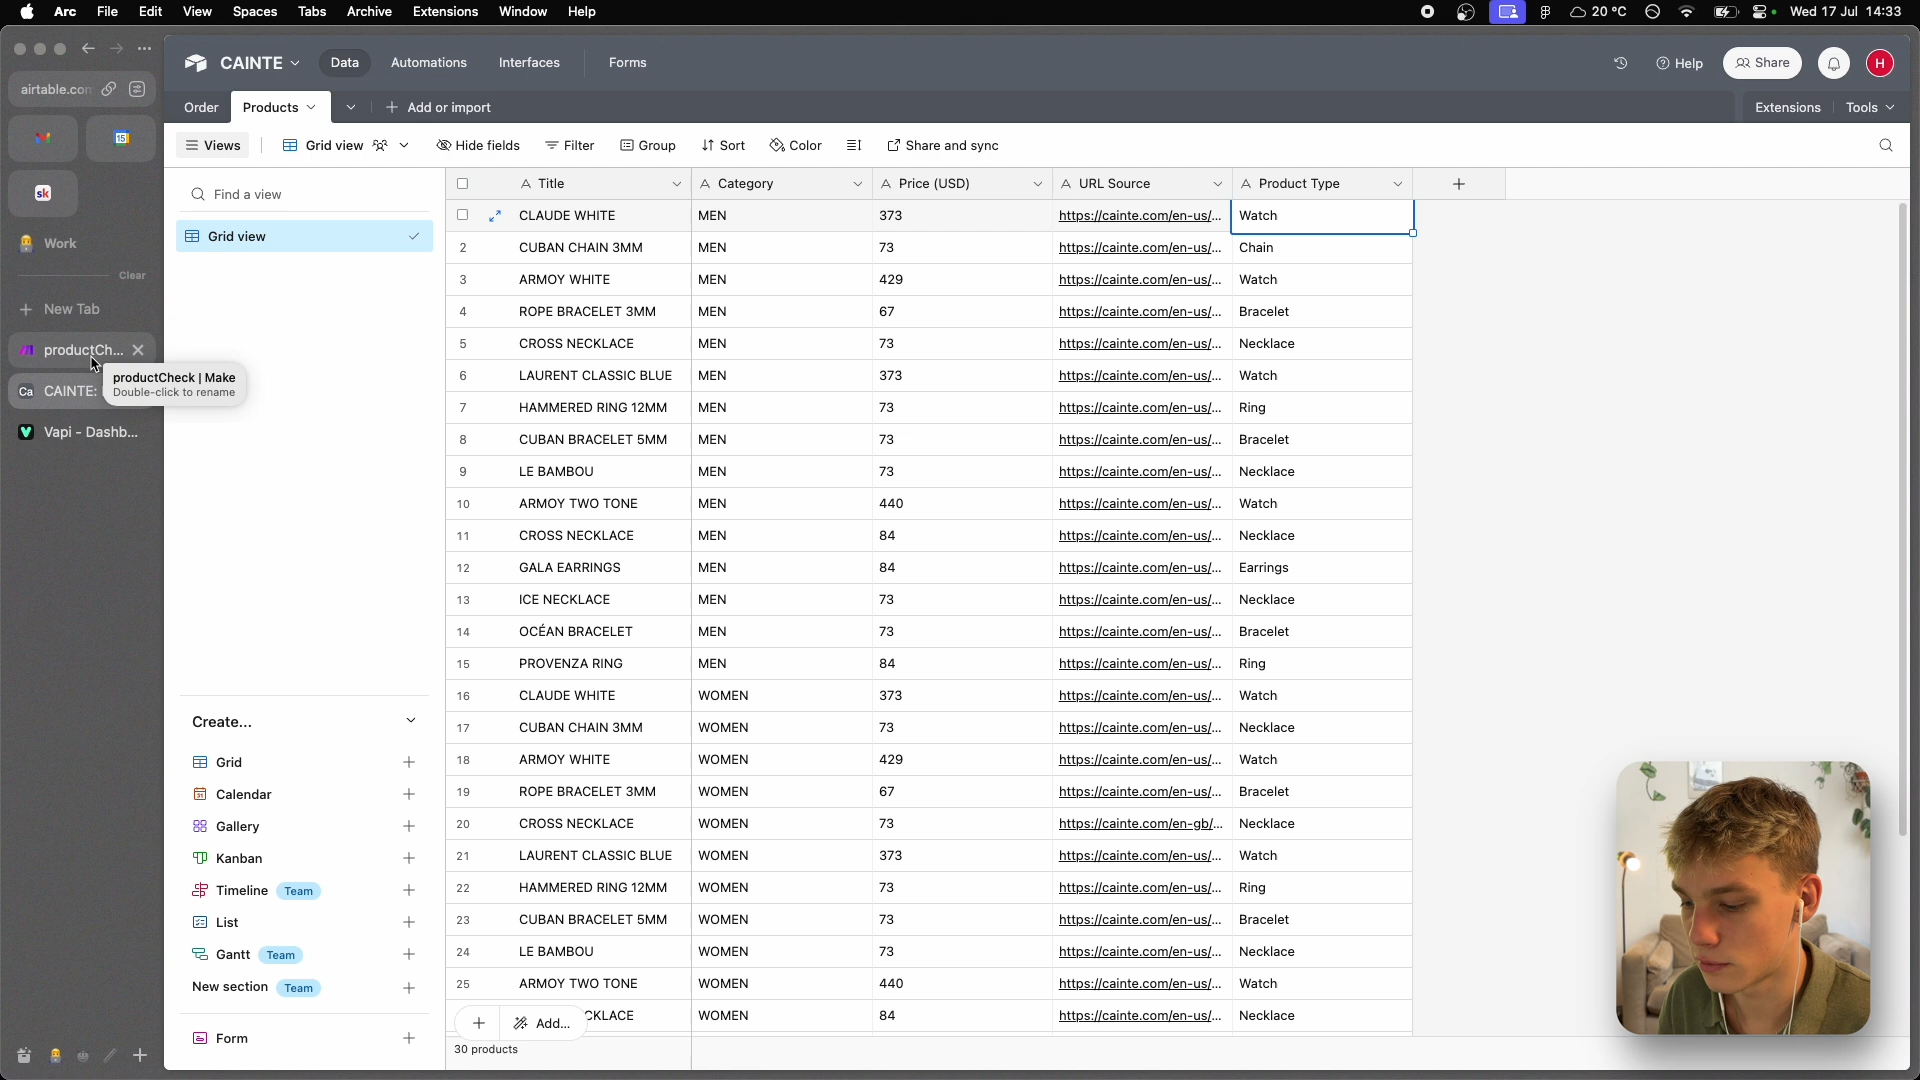 Arc File Edit View Spaces Tabs Archive Extensions Window Help 20 °C Wed 17 Jul 14:33
airtable.com
CAINTE Data Automations Interfaces Forms Help Share H
Order Products + Add or import Extensions Tools
15
sk
Work
Clear
+ New Tab
productCh...
productCheck | Make
Double-click to rename
Ca CAINTE:
Vapi - Dashb...
Views Grid view Hide fields Filter Group Sort Color Share and sync
Find a view
Grid view
Create...
Grid
Calendar
Gallery
Kanban
Timeline Team
List
Gantt Team
New section Team
Form
A Title A Category A Price (USD) A URL Source A Product Type +
CLAUDE WHITE MEN 373 https://cainte.com/en-us/... Watch
2 CUBAN CHAIN 3MM MEN 73 https://cainte.com/en-us/... Chain
3 ARMOY WHITE MEN 429 https://cainte.com/en-us/... Watch
4 ROPE BRACELET 3MM MEN 67 https://cainte.com/en-us/... Bracelet
5 CROSS NECKLACE MEN 73 https://cainte.com/en-us/... Necklace
6 LAURENT CLASSIC BLUE MEN 373 https://cainte.com/en-us/... Watch
7 HAMMERED RING 12MM MEN 73 https://cainte.com/en-us/... Ring
8 CUBAN BRACELET 5MM MEN 73 https://cainte.com/en-us/... Bracelet
9 LE BAMBOU MEN 73 https://cainte.com/en-us/... Necklace
10 ARMOY TWO TONE MEN 440 https://cainte.com/en-us/... Watch
11 CROSS NECKLACE MEN 84 https://cainte.com/en-us/... Necklace
12 GALA EARRINGS MEN 84 https://cainte.com/en-us/... Earrings
13 ICE NECKLACE MEN 73 https://cainte.com/en-us/... Necklace
14 OCÉAN BRACELET MEN 73 https://cainte.com/en-us/... Bracelet
15 PROVENZA RING MEN 84 https://cainte.com/en-us/... Ring
16 CLAUDE WHITE WOMEN 373 https://cainte.com/en-us/... Watch
17 CUBAN CHAIN 3MM WOMEN 73 https://cainte.com/en-us/... Necklace
18 ARMOY WHITE WOMEN 429 https://cainte.com/en-us/... Watch
19 ROPE BRACELET 3MM WOMEN 67 https://cainte.com/en-us/... Bracelet
20 CROSS NECKLACE WOMEN 73 https://cainte.com/en-gb/... Necklace
21 LAURENT CLASSIC BLUE WOMEN 373 https://cainte.com/en-us/... Watch
22 HAMMERED RING 12MM WOMEN 73 https://cainte.com/en-us/... Ring
23 CUBAN BRACELET 5MM WOMEN 73 https://cainte.com/en-us/... Bracelet
24 LE BAMBOU WOMEN 73 https://cainte.com/en-us/... Necklace
25 ARMOY TWO TONE WOMEN 440 https://cainte.com/en-us/... Watch
+ Add... CKLACE WOMEN 84 https://cainte.com/en-us/... Necklace
30 products